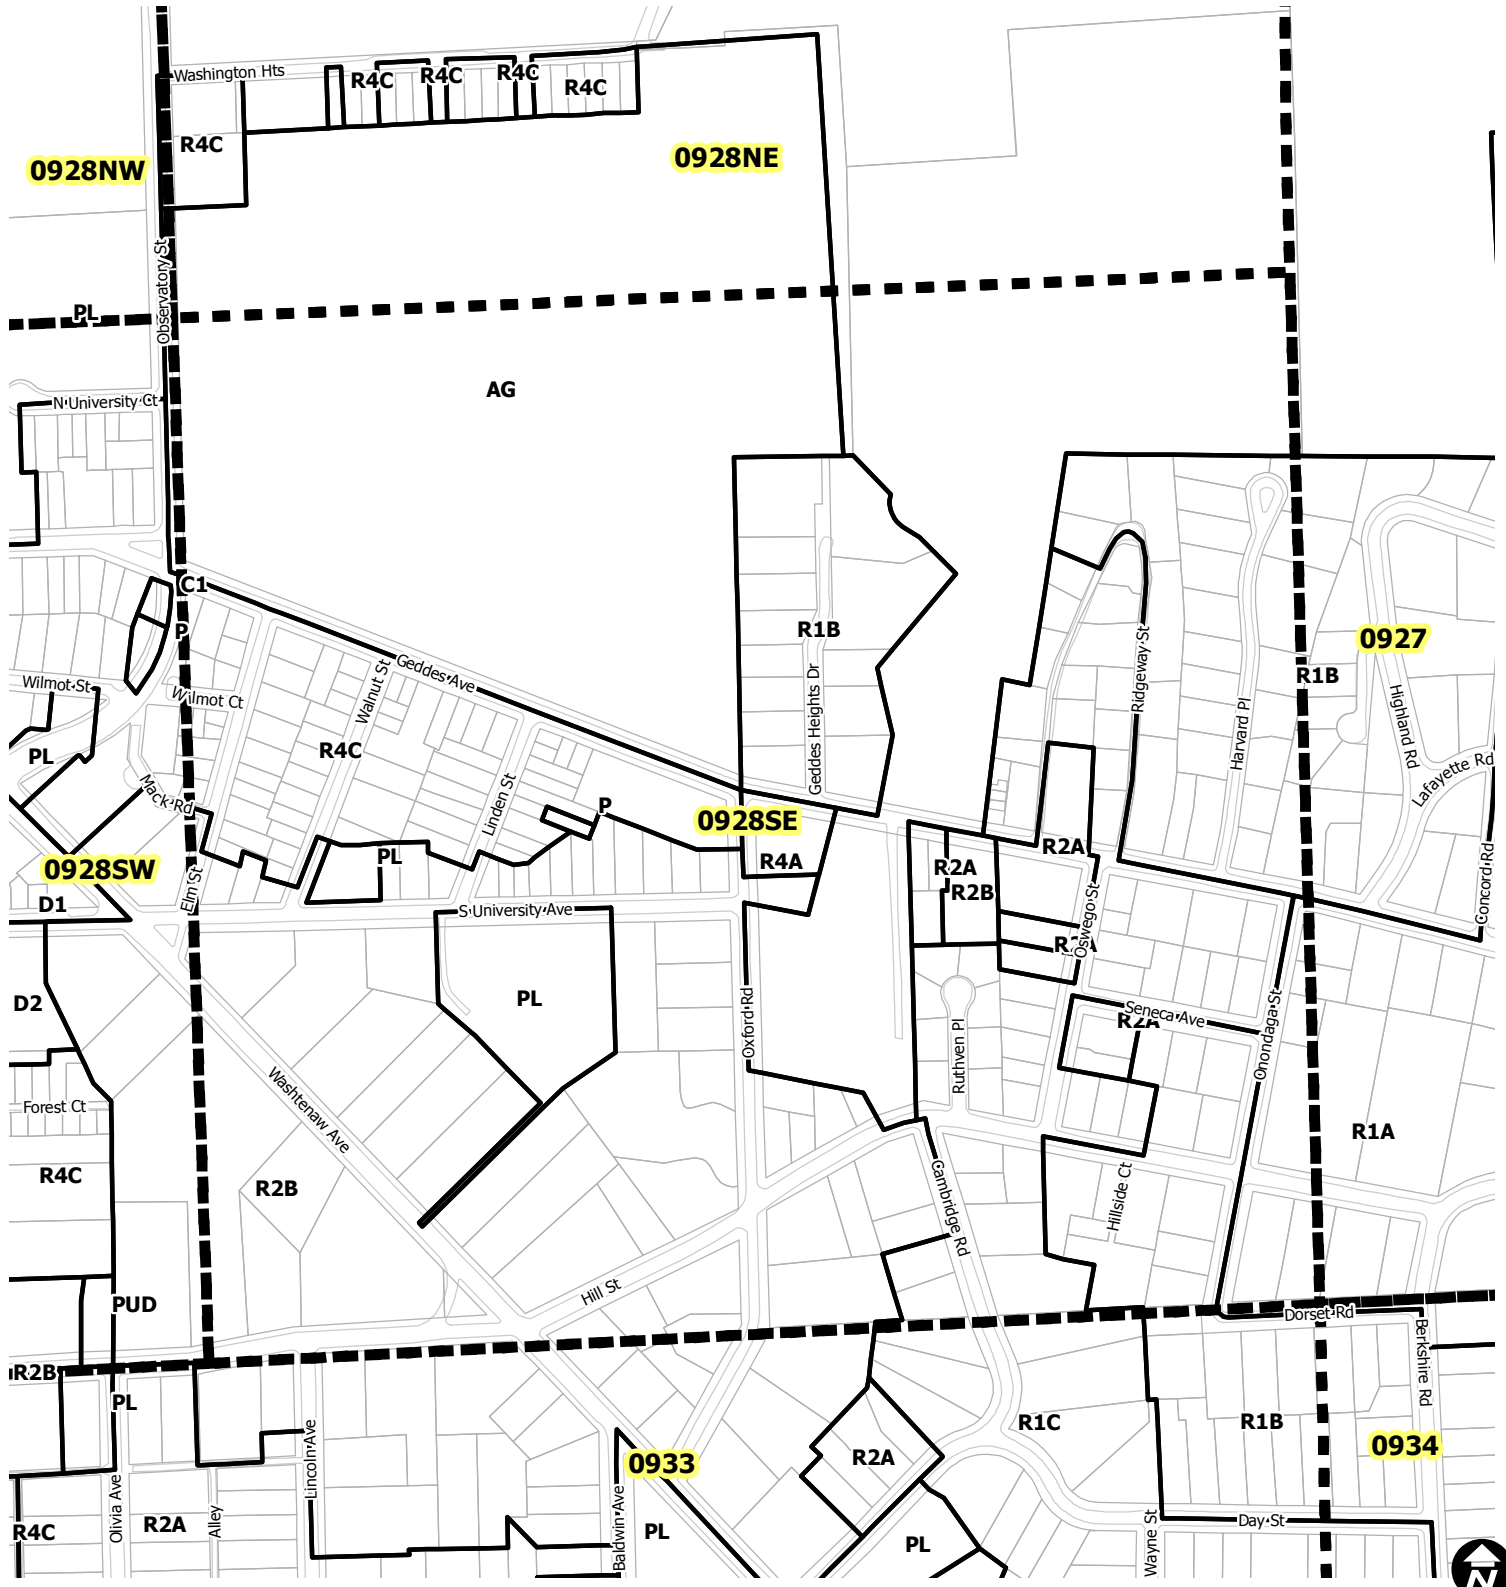 Washington Hts
R4C
R4C
R4C
R4C
R4C
0928NW
0928NE
Observatory St
PL
AG
N University Ct
C1
P
R1B
0927
R1B
Wilmot St
Wilmot Ct
Walnut St
Geddes Ave
Geddes Heights Dr
Ridgeway St
Harvard Pl
Highland Rd
Lafayette Rd
PL
R4C
Mack Rd
Linden St
P
0928SE
PL
R4A
R2A
R2A
R2B
0928SW
D1
Elm St
S University Ave
Concord Rd
R2A
Oswego St
D2
PL
Oxford Rd
Ruthven Pl
Seneca Ave
R2A
Onondaga St
Forest Ct
Washtenaw Ave
R1A
R4C
R2B
Cambridge Rd
Hillside Ct
PUD
Hill St
Dorset Rd
Berkshire Rd
R2B
PL
Lincoln Ave
R1C
R1B
0934
0933
R2A
R4C
Olivia Ave
R2A
Alley
Baldwin Ave
PL
PL
Wayne St
Day St
N